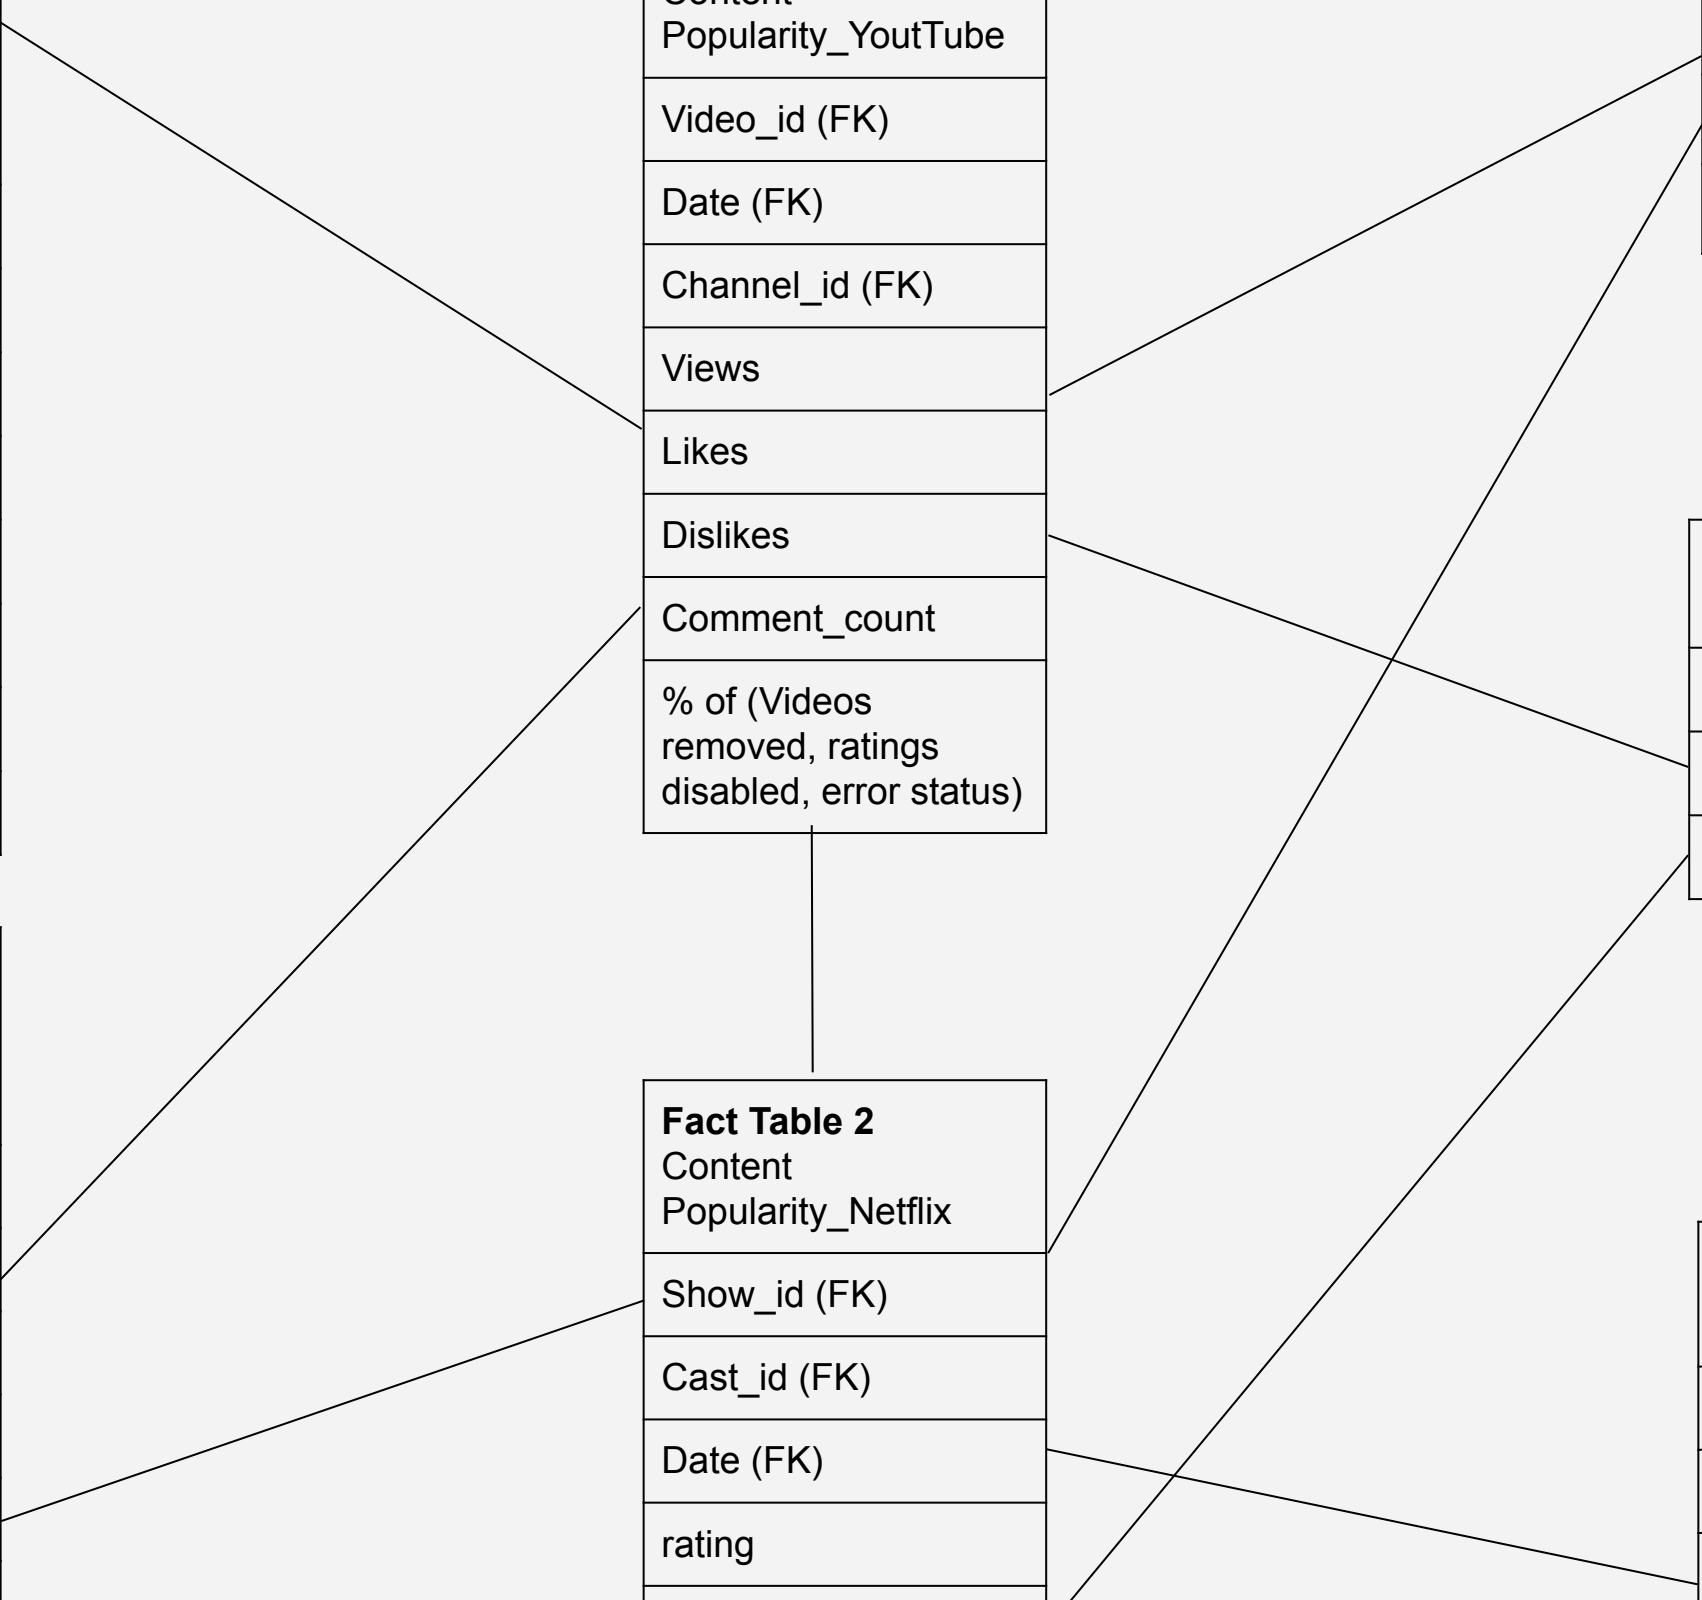 Content
Popularity_YoutTube
Video_id (FK)
Date (FK)
Channel_id (FK)
Views
Likes
Dislikes
Comment_count
% of (Videos
removed, ratings
disabled, error status)
Fact Table 2
Content
Popularity_Netflix
Show_id (FK)
Cast_id (FK)
Date (FK)
rating